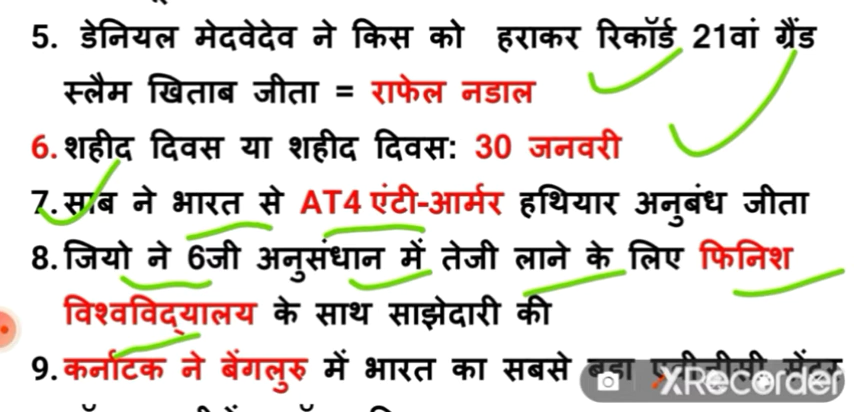 5. डेनियल मेदवेदेव ने किस को हराकर रिकॉर्ड 21वां ग्रैंड
स्लैम खिताब जीता = राफेल नडाल
6. शहीद दिवस या शहीद दिवस: 30 जनवरी
7. साब ने भारत से AT4 एंटी-आर्मर हथियार अनुबंध जीता
8. जियो ने 6जी अनुसंधान में तेजी लाने के लिए फिनिश
विश्वविद्यालय के साथ साझेदारी की
9. कर्नाटक ने बेंगलुरु में भारत का सबसे बड़ा
XRecorder